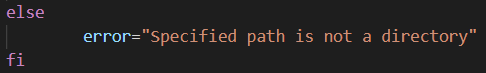 else
        error="Specified path is not a directory"
fi